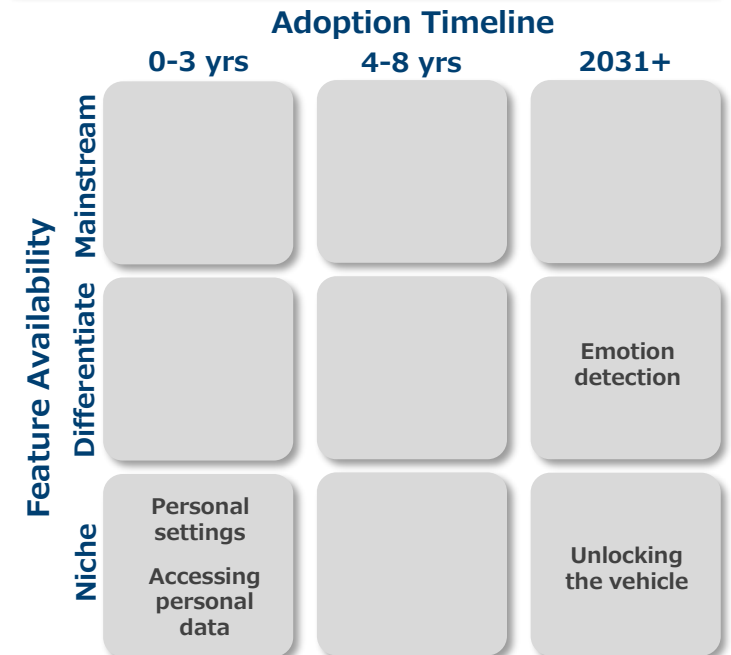 Adoption Timeline
0-3 yrs
4-8 yrs
2031+
Feature Availability
Mainstream
Differentiate
Emotion
detection
Niche
Personal
settings
Accessing
personal
data
Unlocking
the vehicle